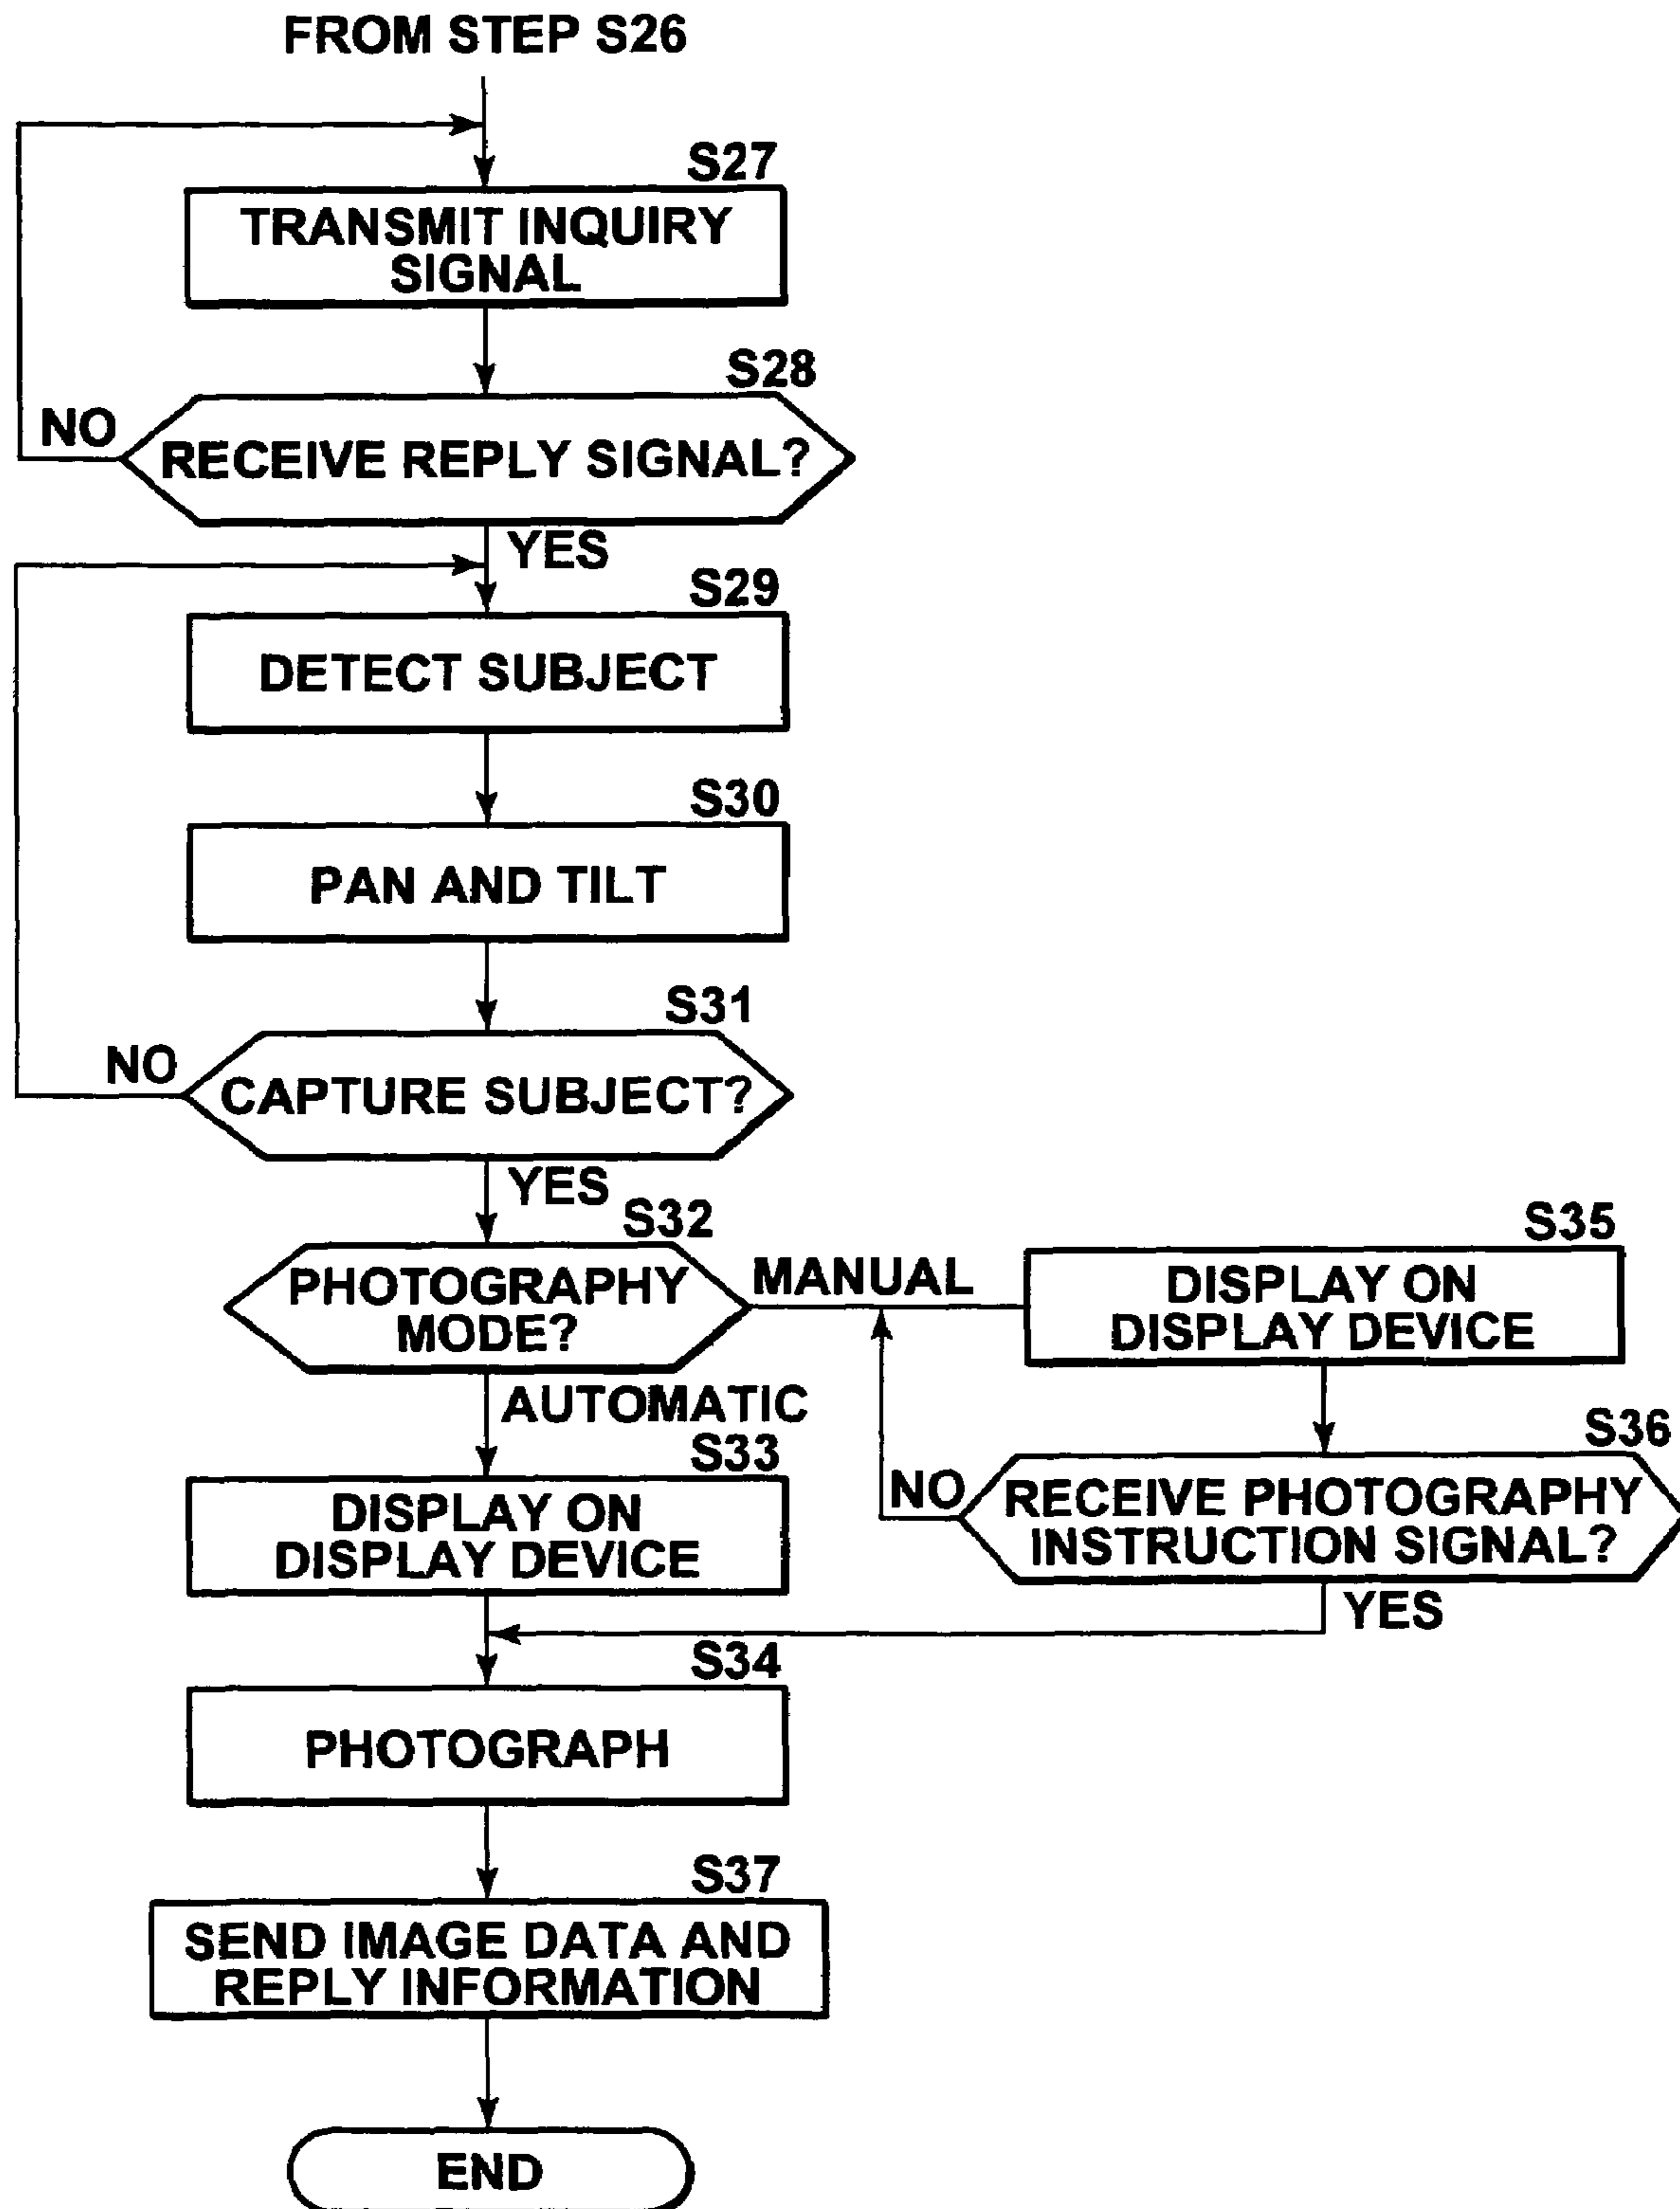 FROM STEP S26
S27
TRANSMIT INQUIRY
SIGNAL
S28
NO
RECEIVE REPLY SIGNAL?
YES
S29
DETECT SUBJECT
S30
PAN AND TILT
S31
NO
CAPTURE SUBJECT?
YES
S32
PHOTOGRAPHY
MODE?
MANUAL
S35
DISPLAY ON
DISPLAY DEVICE
AUTOMATIC
S33
DISPLAY ON
DISPLAY DEVICE
S36
NO
RECEIVE PHOTOGRAPHY
INSTRUCTION SIGNAL?
YES
S34
PHOTOGRAPH
S37
SEND IMAGE DATA AND
REPLY INFORMATION
END